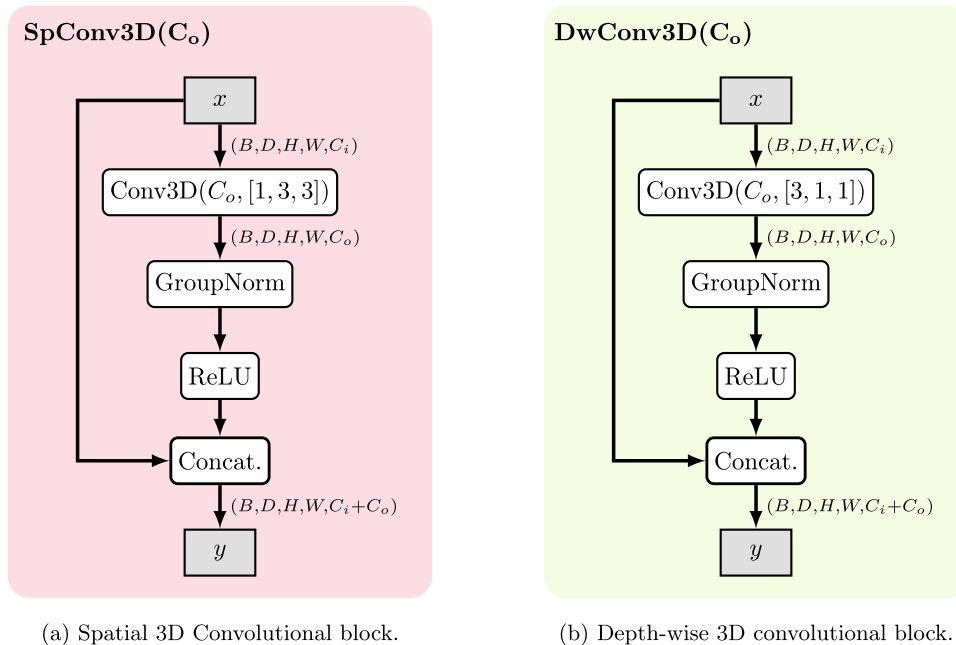 SpConv3D(Cₒ)
x
(B,D,H,W,Cᵢ)
Conv3D(Cₒ, [1, 3, 3])
(B,D,H,W,Cₒ)
GroupNorm
ReLU
Concat.
(B,D,H,W,Cᵢ+Cₒ)
y
(a) Spatial 3D Convolutional block.
DwConv3D(Cₒ)
x
(B,D,H,W,Cᵢ)
Conv3D(Cₒ, [3, 1, 1])
(B,D,H,W,Cₒ)
GroupNorm
ReLU
Concat.
(B,D,H,W,Cᵢ+Cₒ)
y
(b) Depth-wise 3D convolutional block.